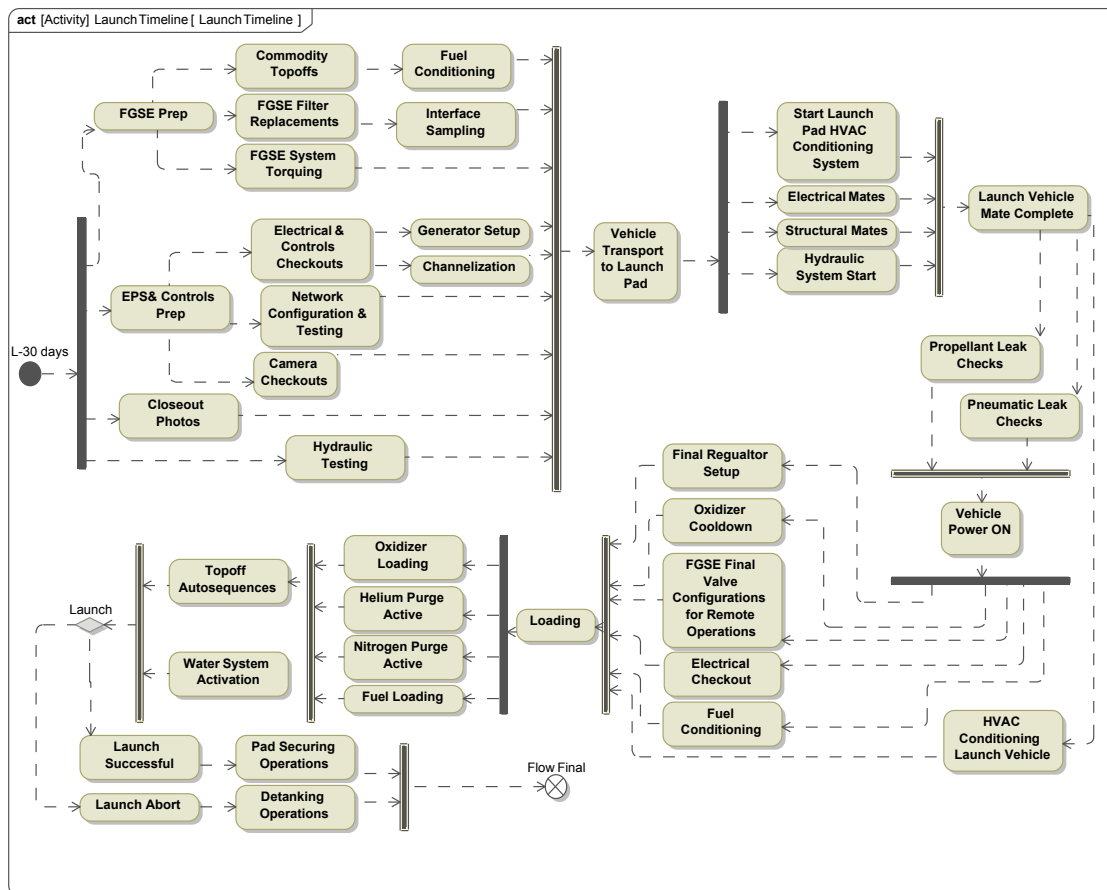 act [Activity] Launch Timeline [ Launch Timeline ]
Commodity
Topoffs
Fuel
Conditioning
FGSE Prep
FGSE Filter
Replacements
Interface
Sampling
FGSE System
Torquing
Start Launch
Pad HVAC
Conditioning
System
Electrical Mates
Structural Mates
Hydraulic
System Start
Launch Vehicle
Mate Complete
Electrical &
Controls
Checkouts
Generator Setup
Channelization
Vehicle
Transport
to Launch
Pad
EPS& Controls
Prep
Network
Configuration &
Testing
L-30 days
Camera
Checkouts
Closeout
Photos
Hydraulic
Testing
Propellant Leak
Checks
Pneumatic Leak
Checks
Final Regualtor
Setup
Oxidizer
Cooldown
Vehicle
Power ON
FGSE Final
Valve
Configurations
for Remote
Operations
Electrical
Checkout
Fuel
Conditioning
HVAC
Conditioning
Launch Vehicle
Loading
Oxidizer
Loading
Helium Purge
Active
Nitrogen Purge
Active
Fuel Loading
Topoff
Autosequences
Water System
Activation
Launch
Launch
Successful
Pad Securing
Operations
Launch Abort
Detanking
Operations
Flow Final